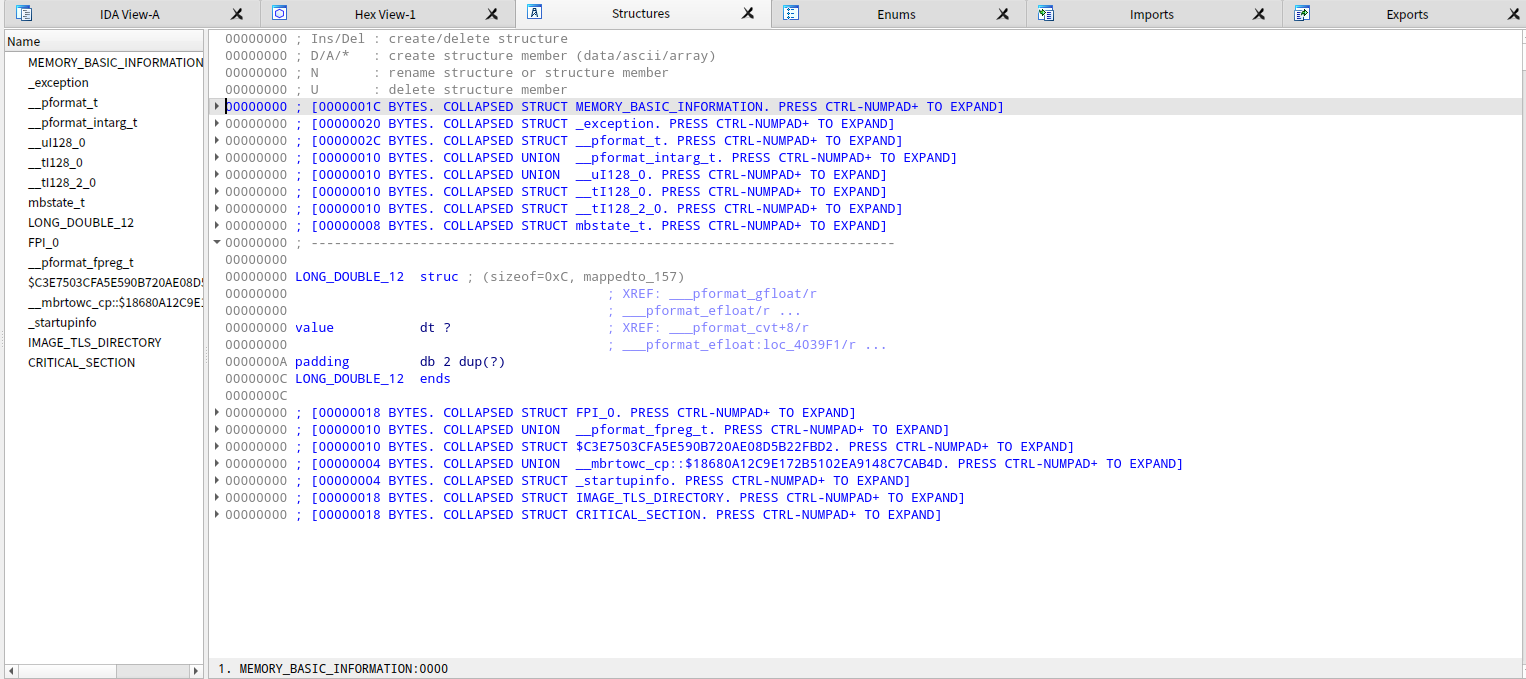 IDA View-A
Hex View-1
Structures
Enums
Imports
Exports
Name
MEMORY_BASIC_INFORMATION
_exception
__pformat_t
__pformat_intarg_t
__uI128_0
__tI128_0
__tI128_2_0
mbstate_t
LONG_DOUBLE_12
FPI_0
__pformat_fpreg_t
$C3E7503CFA5E590B720AE08D5
__mbrtowc_cp::$18680A12C9E1
_startupinfo
IMAGE_TLS_DIRECTORY
CRITICAL_SECTION
00000000 ; Ins/Del : create/delete structure
00000000 ; D/A/*   : create structure member (data/ascii/array)
00000000 ; N       : rename structure or structure member
00000000 ; U       : delete structure member
00000000 ; [0000001C BYTES. COLLAPSED STRUCT MEMORY_BASIC_INFORMATION. PRESS CTRL-NUMPAD+ TO EXPAND]
00000000 ; [00000020 BYTES. COLLAPSED STRUCT _exception. PRESS CTRL-NUMPAD+ TO EXPAND]
00000000 ; [0000002C BYTES. COLLAPSED STRUCT __pformat_t. PRESS CTRL-NUMPAD+ TO EXPAND]
00000000 ; [00000010 BYTES. COLLAPSED UNION  __pformat_intarg_t. PRESS CTRL-NUMPAD+ TO EXPAND]
00000000 ; [00000010 BYTES. COLLAPSED UNION  __uI128_0. PRESS CTRL-NUMPAD+ TO EXPAND]
00000000 ; [00000010 BYTES. COLLAPSED STRUCT __tI128_0. PRESS CTRL-NUMPAD+ TO EXPAND]
00000000 ; [00000010 BYTES. COLLAPSED STRUCT __tI128_2_0. PRESS CTRL-NUMPAD+ TO EXPAND]
00000000 ; [00000008 BYTES. COLLAPSED STRUCT mbstate_t. PRESS CTRL-NUMPAD+ TO EXPAND]
00000000 ; ---------------------------------------------------------------------------
00000000
00000000 LONG_DOUBLE_12  struc ; (sizeof=0xC, mappedto_157)
00000000                                         ; XREF: ___pformat_gfloat/r
00000000                                         ; ___pformat_efloat/r ...
00000000 value           dt ?                    ; XREF: ___pformat_cvt+8/r
00000000                                         ; ___pformat_efloat:loc_4039F1/r ...
0000000A padding         db 2 dup(?)
0000000C LONG_DOUBLE_12  ends
0000000C
00000000 ; [00000018 BYTES. COLLAPSED STRUCT FPI_0. PRESS CTRL-NUMPAD+ TO EXPAND]
00000000 ; [00000010 BYTES. COLLAPSED UNION  __pformat_fpreg_t. PRESS CTRL-NUMPAD+ TO EXPAND]
00000000 ; [00000010 BYTES. COLLAPSED STRUCT $C3E7503CFA5E590B720AE08D5B22FBD2. PRESS CTRL-NUMPAD+ TO EXPAND]
00000000 ; [00000004 BYTES. COLLAPSED UNION  __mbrtowc_cp::$18680A12C9E172B5102EA9148C7CAB4D. PRESS CTRL-NUMPAD+ TO EXPAND]
00000000 ; [00000004 BYTES. COLLAPSED STRUCT _startupinfo. PRESS CTRL-NUMPAD+ TO EXPAND]
00000000 ; [00000018 BYTES. COLLAPSED STRUCT IMAGE_TLS_DIRECTORY. PRESS CTRL-NUMPAD+ TO EXPAND]
00000000 ; [00000018 BYTES. COLLAPSED STRUCT CRITICAL_SECTION. PRESS CTRL-NUMPAD+ TO EXPAND]
1. MEMORY_BASIC_INFORMATION:0000